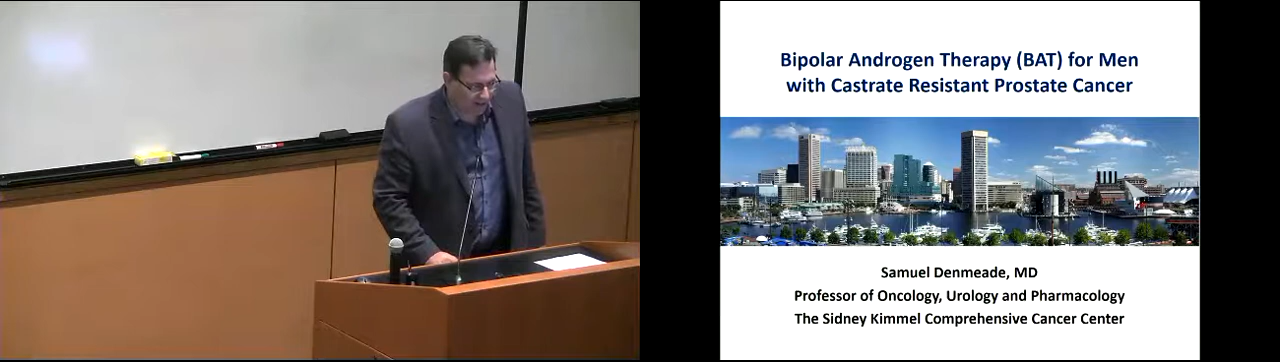 Bipolar Androgen Therapy (BAT) for Men
with Castrate Resistant Prostate Cancer
Samuel Denmeade, MD
Professor of Oncology, Urology and Pharmacology
The Sidney Kimmel Comprehensive Cancer Center